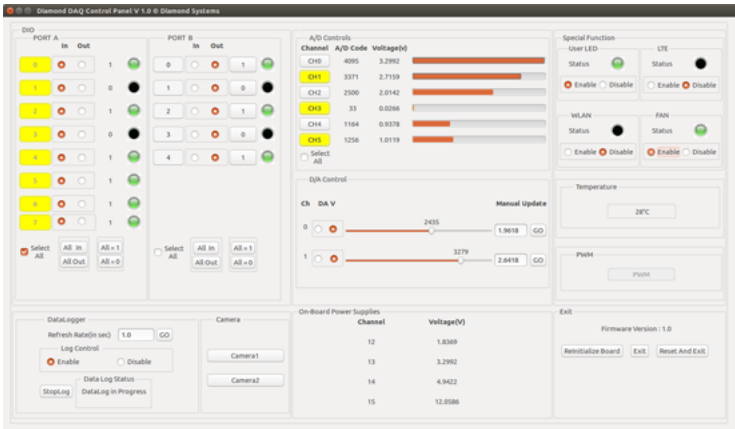 Diamond DAQ Control Panel V 1.0 © Diamond Systems
DIO
PORT A
In Out
0 1
1 0
2 1
3 0
4 1
5 1
6 1
7 1
Select All
All In All = 1
All Out All = 0
PORT B
In Out
0 1
1 0
2 1
3 0
4 1
Select All
All In All = 1
All Out All = 0
A/D Controls
Channel A/D Code Voltage(v)
CH0 4095 3.2992
CH1 3371 2.7159
CH2 2500 2.0142
CH3 33 0.0266
CH4 1164 0.9378
CH5 1256 1.0119
Select All
D/A Control
Ch DA V Manual Update
0 2435 1.9618 GO
1 3279 2.6418 GO
Special Function
User LED
Status
Enable Disable
LTE
Status
Enable Disable
WLAN
Status
Enable Disable
FAN
Status
Enable Disable
Temperature
28°C
PWM
PWM
DataLogger
Refresh Rate(in sec) 1.0 GO
Log Control
Enable Disable
Data Log Status
StopLog DataLog in Progress
Camera
Camera1
Camera2
On-Board Power Supplies
Channel Voltage(V)
12 1.8369
13 3.2992
14 4.9422
15 12.0586
Exit
Firmware Version : 1.0
Reinitialize Board Exit Reset And Exit